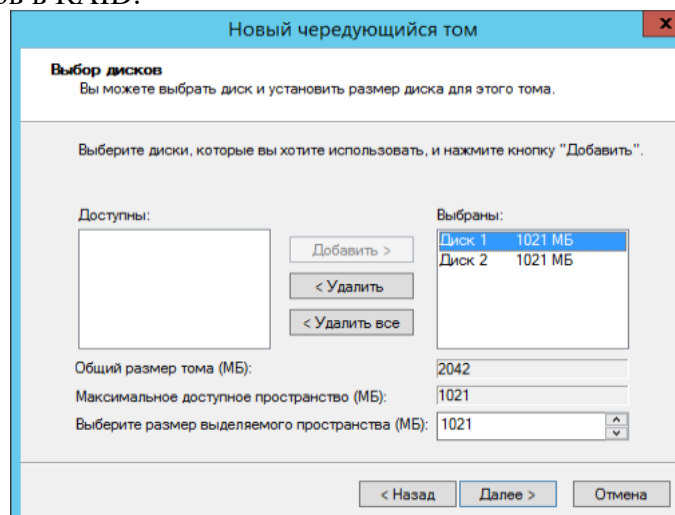 в RAID.
Новый чередующийся том
x
Выбор дисков
Вы можете выбрать диск и установить размер диска для этого тома.
Выберите диски, которые вы хотите использовать, и нажмите кнопку "Добавить".
Доступны:
Выбраны:
Диск 1 1021 МБ
Диск 2 1021 МБ
Добавить >
< Удалить
< Удалить все
Общий размер тома (МБ): 2042
Максимальное доступное пространство (МБ): 1021
Выберите размер выделяемого пространства (МБ): 1021
< Назад Далее > Отмена